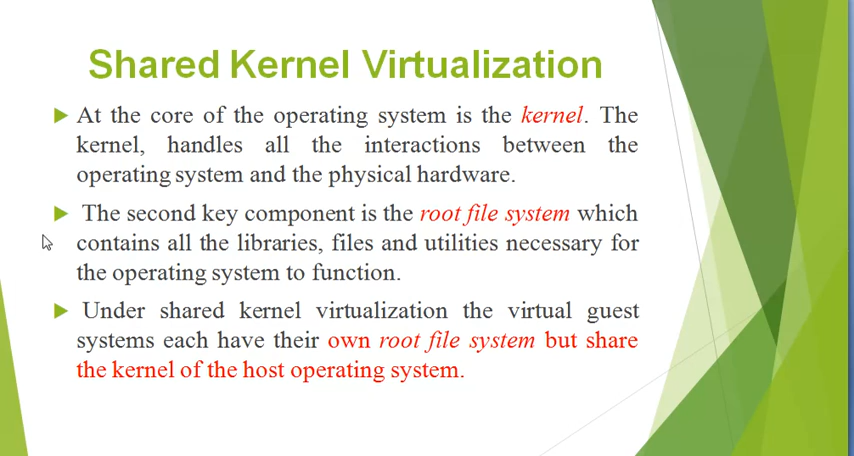 Shared Kernel Virtualization
At the core of the operating system is the kernel. The
kernel, handles all the interactions between the
operating system and the physical hardware.
The second key component is the root file system which
contains all the libraries, files and utilities necessary for
the operating system to function.
Under shared kernel virtualization the virtual guest
systems each have their own root file system but share
the kernel of the host operating system.